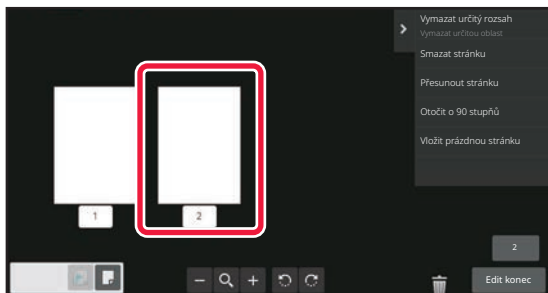 Vymazat určitý rozsah
Vymazat určitou oblast
Smazat stránku
Přesunout stránku
Otočit o 90 stupňů
Vložit prázdnou stránku
1
2
2
Edit konec